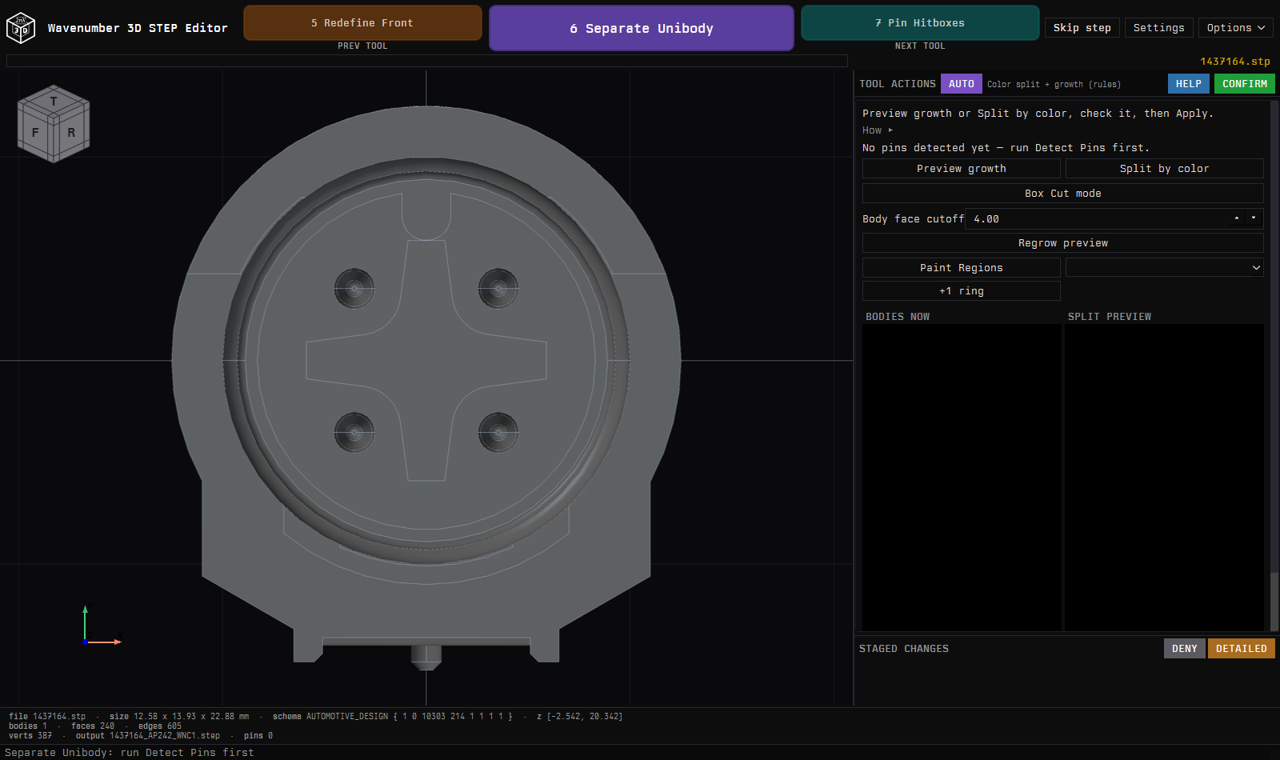 Wavenumber 3D STEP Editor
5 Redefine Front
PREV TOOL
6 Separate Unibody
7 Pin Hitboxes
NEXT TOOL
Skip step
Settings
Options
1437164.stp
T
F
R
TOOL ACTIONS
AUTO
Color split + growth (rules)
HELP
CONFIRM
Preview growth or Split by color, check it, then Apply.
How ▸
No pins detected yet — run Detect Pins first.
Preview growth
Split by color
Box Cut mode
Body face cutoff
4.00
Regrow preview
Paint Regions
+1 ring
BODIES NOW
SPLIT PREVIEW
STAGED CHANGES
DENY
DETAILED
file 1437164.stp · size 12.58 x 13.93 x 22.88 mm · schema AUTOMOTIVE_DESIGN { 1 0 10303 214 1 1 1 1 } · z [-2.542, 20.342]
bodies 1 · faces 240 · edges 605
verts 387 · output 1437164_AP242_WNC1.step · pins 0
Separate Unibody: run Detect Pins first